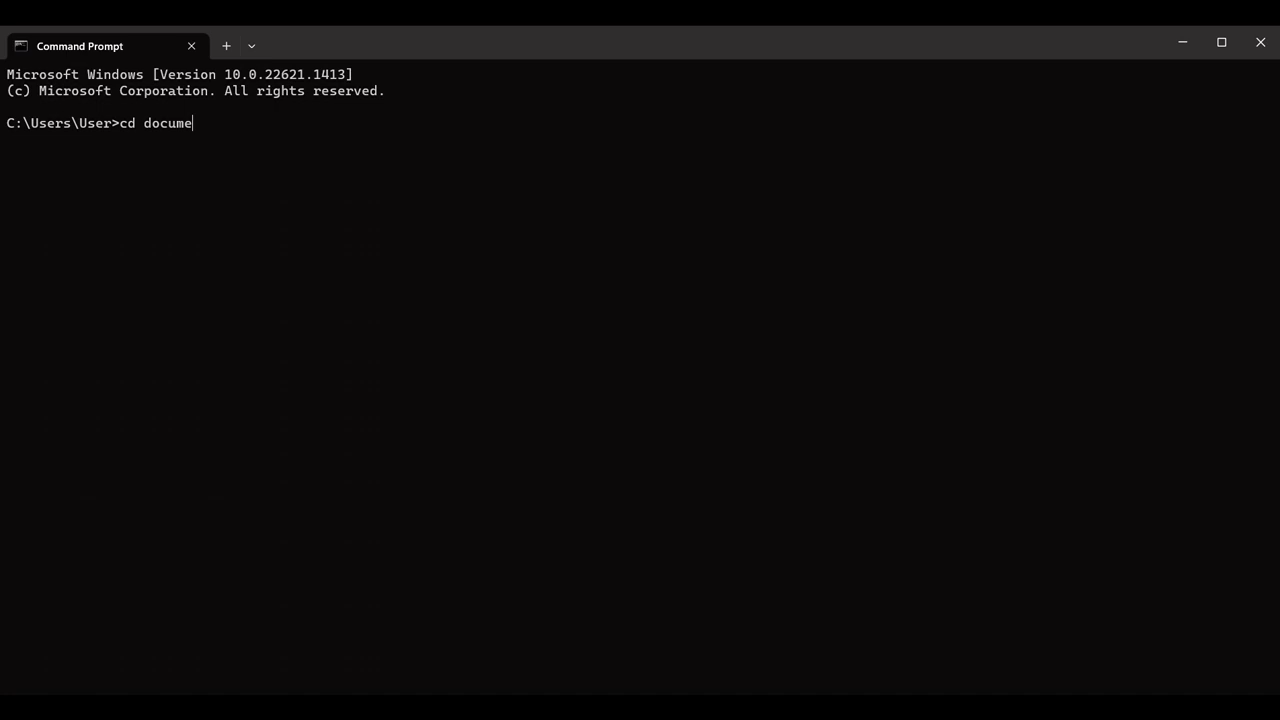 Command Prompt
Microsoft Windows [Version 10.0.22621.1413]
(c) Microsoft Corporation. All rights reserved.
C:\Users\User>cd docume